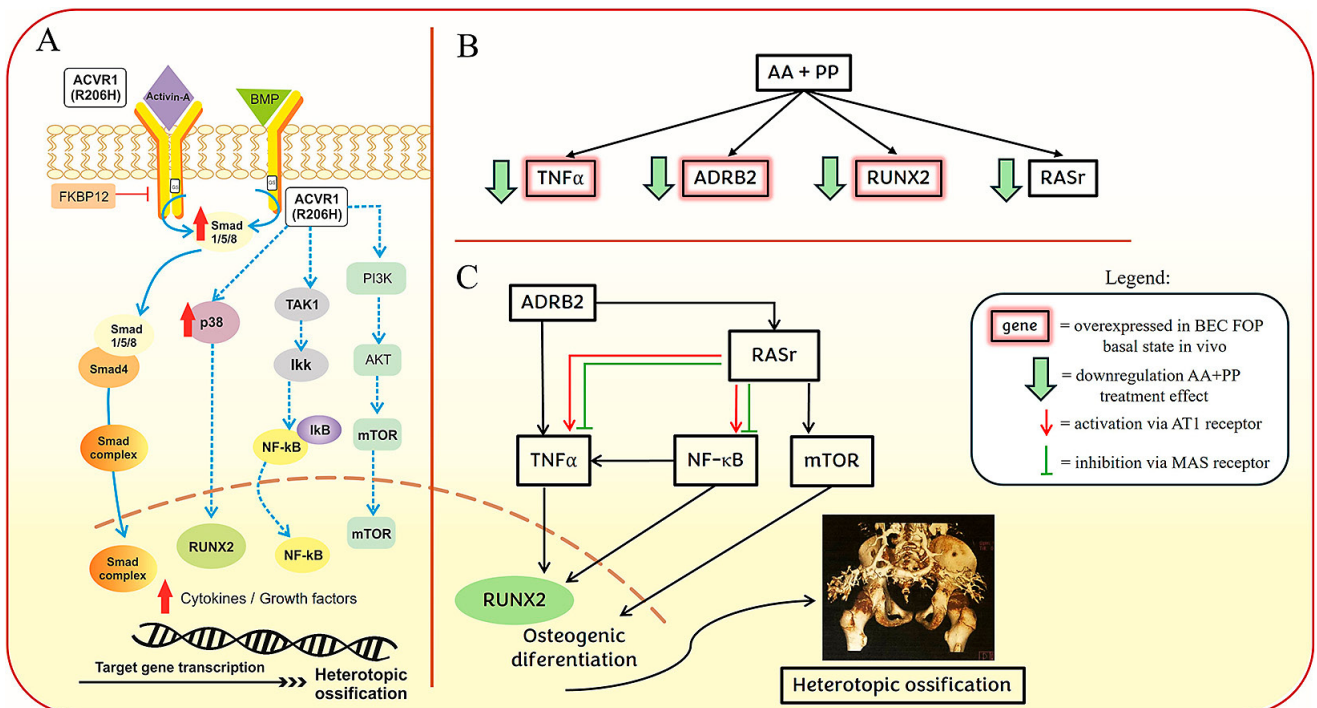 A
ACVR1
(R206H)
Activin-A
BMP
GS
GS
FKBP12
ACVR1
(R206H)
Smad
1/5/8
PI3K
TAK1
p38
Smad
1/5/8
Smad4
Ikk
AKT
IkB
NF-kB
mTOR
Smad
complex
RUNX2
NF-kB
mTOR
Smad
complex
Cytokines / Growth factors
Target gene transcription
Heterotopic
ossification
B
AA + PP
TNFα
ADRB2
RUNX2
RASr
C
ADRB2
RASr
TNFα
NF-κB
mTOR
RUNX2
Osteogenic
diferentiation
Heterotopic ossification
Legend:
gene
= overexpressed in BEC FOP
basal state in vivo
= downregulation AA+PP
treatment effect
= activation via AT1 receptor
= inhibition via MAS receptor